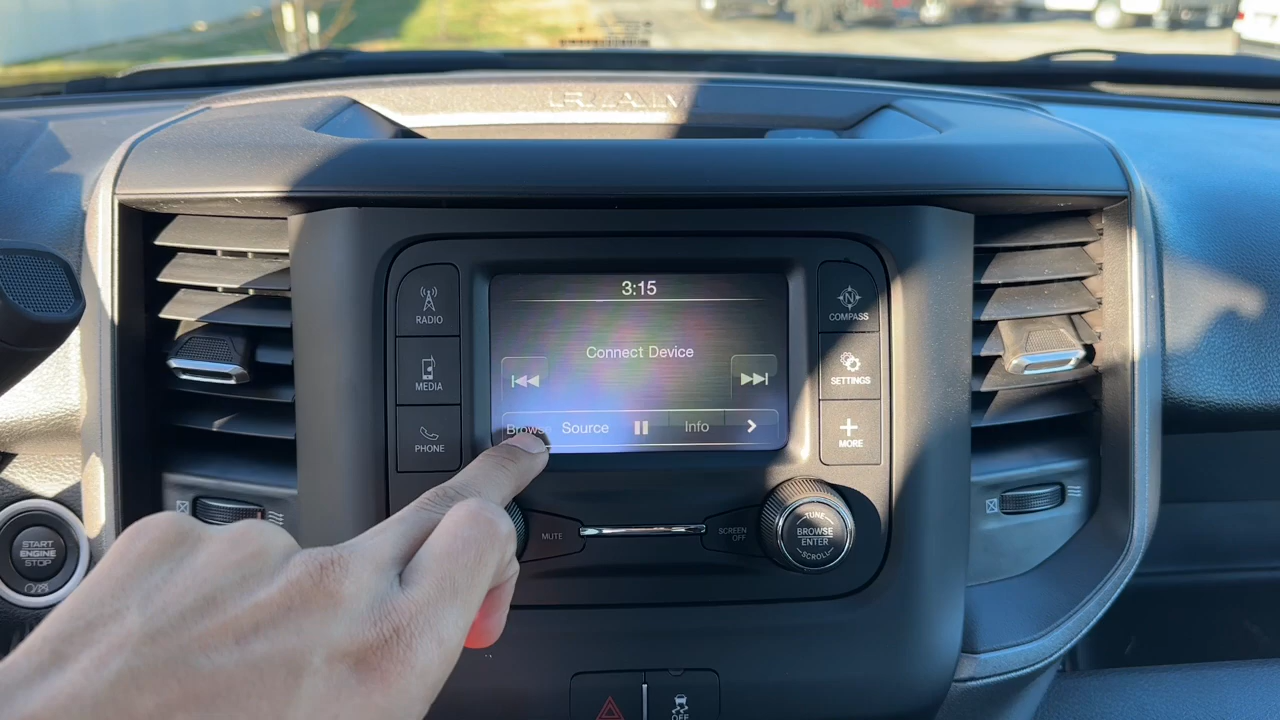 RAM
3:15
RADIO
COMPASS
Connect Device
MEDIA
SETTINGS
Browse Source Info
PHONE
MORE
MUTE
SCREEN
OFF
TUNE
BROWSE
ENTER
SCROLL
START
ENGINE
STOP
OFF